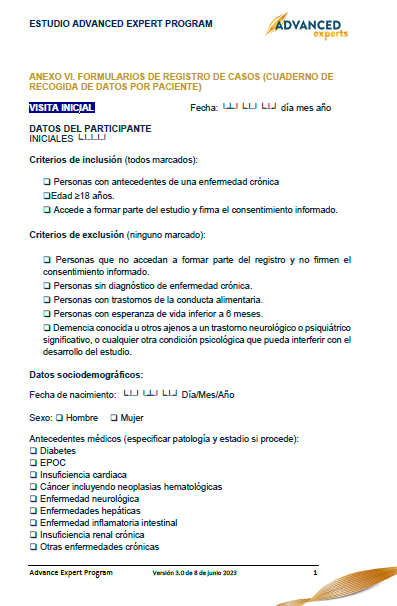 ESTUDIO ADVANCED EXPERT PROGRAM
ADVANCED
experts
ANEXO VI. FORMULARIOS DE REGISTRO DE CASOS (CUADERNO DE
RECOGIDA DE DATOS POR PACIENTE)
VISITA INICIAL Fecha: día mes año
DATOS DEL PARTICIPANTE
INICIALES
Criterios de inclusión (todos marcados):
❑ Personas con antecedentes de una enfermedad crónica
❑Edad ≥18 años.
❑ Accede a formar parte del estudio y firma el consentimiento informado.
Criterios de exclusión (ninguno marcado):
❑ Personas que no accedan a formar parte del registro y no firmen el
consentimiento informado.
❑ Personas sin diagnóstico de enfermedad crónica.
❑ Personas con trastornos de la conducta alimentaria.
❑ Personas con esperanza de vida inferior a 6 meses.
❑ Demencia conocida u otros ajenos a un trastorno neurológico o psiquiátrico
significativo, o cualquier otra condición psicológica que pueda interferir con el
desarrollo del estudio.
Datos sociodemográficos:
Fecha de nacimiento: Día/Mes/Año
Sexo: ❑ Hombre ❑ Mujer
Antecedentes médicos (especificar patología y estadio si procede):
❑ Diabetes
❑ EPOC
❑ Insuficiencia cardiaca
❑ Cáncer incluyendo neoplasias hematológicas
❑ Enfermedad neurológica
❑ Enfermedades hepáticas
❑ Enfermedad inflamatoria intestinal
❑ Insuficiencia renal crónica
❑ Otras enfermedades crónicas
Advance Expert Program Versión 3.0 de 8 de junio 2023 1